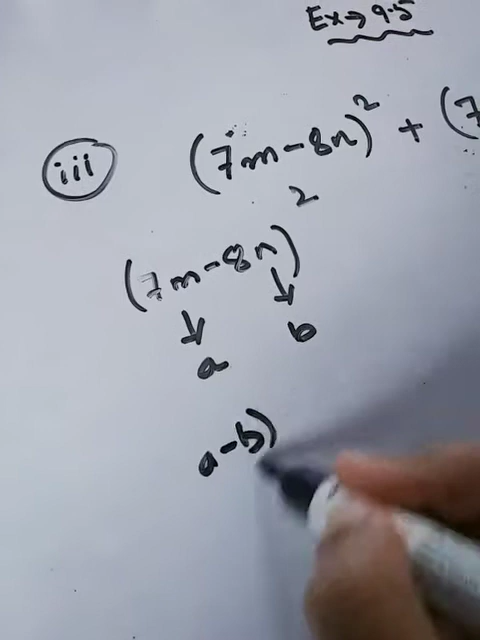 Ex→9.5
iii (7m-8n)² + (7
(7m-8n)²
↓ ↓
a b
a-b)